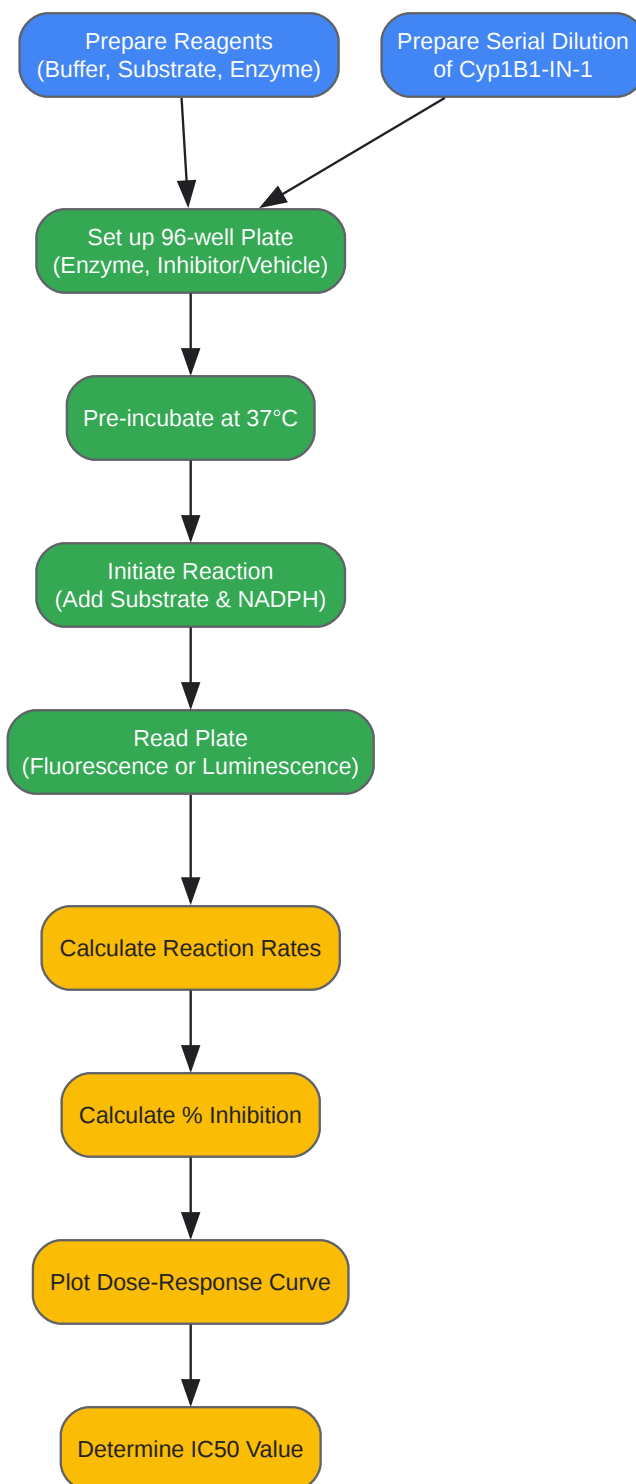 Prepare Reagents
(Buffer, Substrate, Enzyme)
Prepare Serial Dilution
of Cyp1B1-IN-1
Set up 96-well Plate
(Enzyme, Inhibitor/Vehicle)
Pre-incubate at 37°C
Initiate Reaction
(Add Substrate & NADPH)
Read Plate
(Fluorescence or Luminescence)
Calculate Reaction Rates
Calculate % Inhibition
Plot Dose-Response Curve
Determine IC50 Value